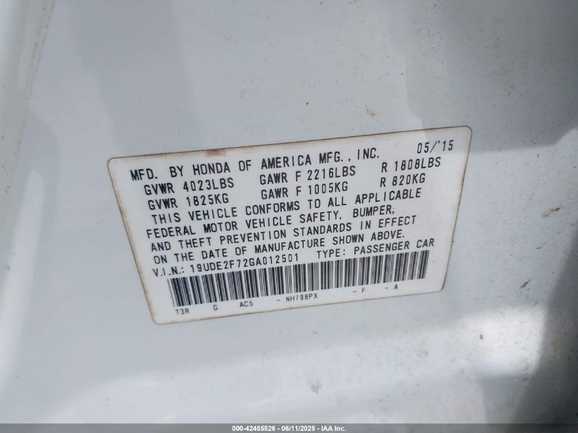 MFD. BY HONDA OF AMERICA MFG., INC. 05/'15
GVWR 4023LBS GAWR F 2216LBS R 1808LBS
GVWR 1825KG GAWR F 1005KG R 820KG
THIS VEHICLE CONFORMS TO ALL APPLICABLE
FEDERAL MOTOR VEHICLE SAFETY, BUMPER,
AND THEFT PREVENTION STANDARDS IN EFFECT
ON THE DATE OF MANUFACTURE SHOWN ABOVE.
V.I.N.: 19UDE2F72GA012501 TYPE: PASSENGER CAR
T3R G AC5 - NH788PX - F - A
000-42455526 - 06/11/2025 - IAA Inc.